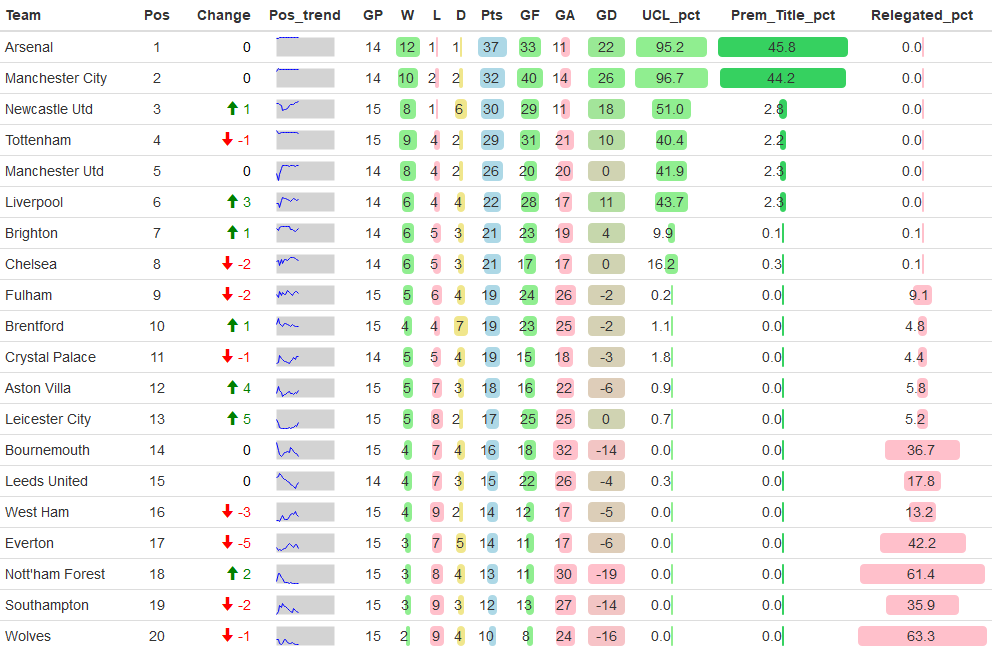 Team Pos Change Pos_trend GP W L D Pts GF GA GD UCL_pct Prem_Title_pct Relegated_pct
Arsenal 1 0 14 12 1 1 37 33 11 22 95.2 45.8 0.0
Manchester City 2 0 14 10 2 2 32 40 14 26 96.7 44.2 0.0
Newcastle Utd 3 1 15 8 1 6 30 29 11 18 51.0 2.8 0.0
Tottenham 4 -1 15 9 4 2 29 31 21 10 40.4 2.2 0.0
Manchester Utd 5 0 14 8 4 2 26 20 20 0 41.9 2.3 0.0
Liverpool 6 3 14 6 4 4 22 28 17 11 43.7 2.3 0.0
Brighton 7 1 14 6 5 3 21 23 19 4 9.9 0.1 0.1
Chelsea 8 -2 14 6 5 3 21 17 17 0 16.2 0.3 0.1
Fulham 9 -2 15 5 6 4 19 24 26 -2 0.2 0.0 9.1
Brentford 10 1 15 4 4 7 19 23 25 -2 1.1 0.0 4.8
Crystal Palace 11 -1 14 5 5 4 19 15 18 -3 1.8 0.0 4.4
Aston Villa 12 4 15 5 7 3 18 16 22 -6 0.9 0.0 5.8
Leicester City 13 5 15 5 8 2 17 25 25 0 0.7 0.0 5.2
Bournemouth 14 0 15 4 7 4 16 18 32 -14 0.0 0.0 36.7
Leeds United 15 0 14 4 7 3 15 22 26 -4 0.3 0.0 17.8
West Ham 16 -3 15 4 9 2 14 12 17 -5 0.0 0.0 13.2
Everton 17 -5 15 3 7 5 14 11 17 -6 0.0 0.0 42.2
Nott'ham Forest 18 2 15 3 8 4 13 11 30 -19 0.0 0.0 61.4
Southampton 19 -2 15 3 9 3 12 13 27 -14 0.0 0.0 35.9
Wolves 20 -1 15 2 9 4 10 8 24 -16 0.0 0.0 63.3